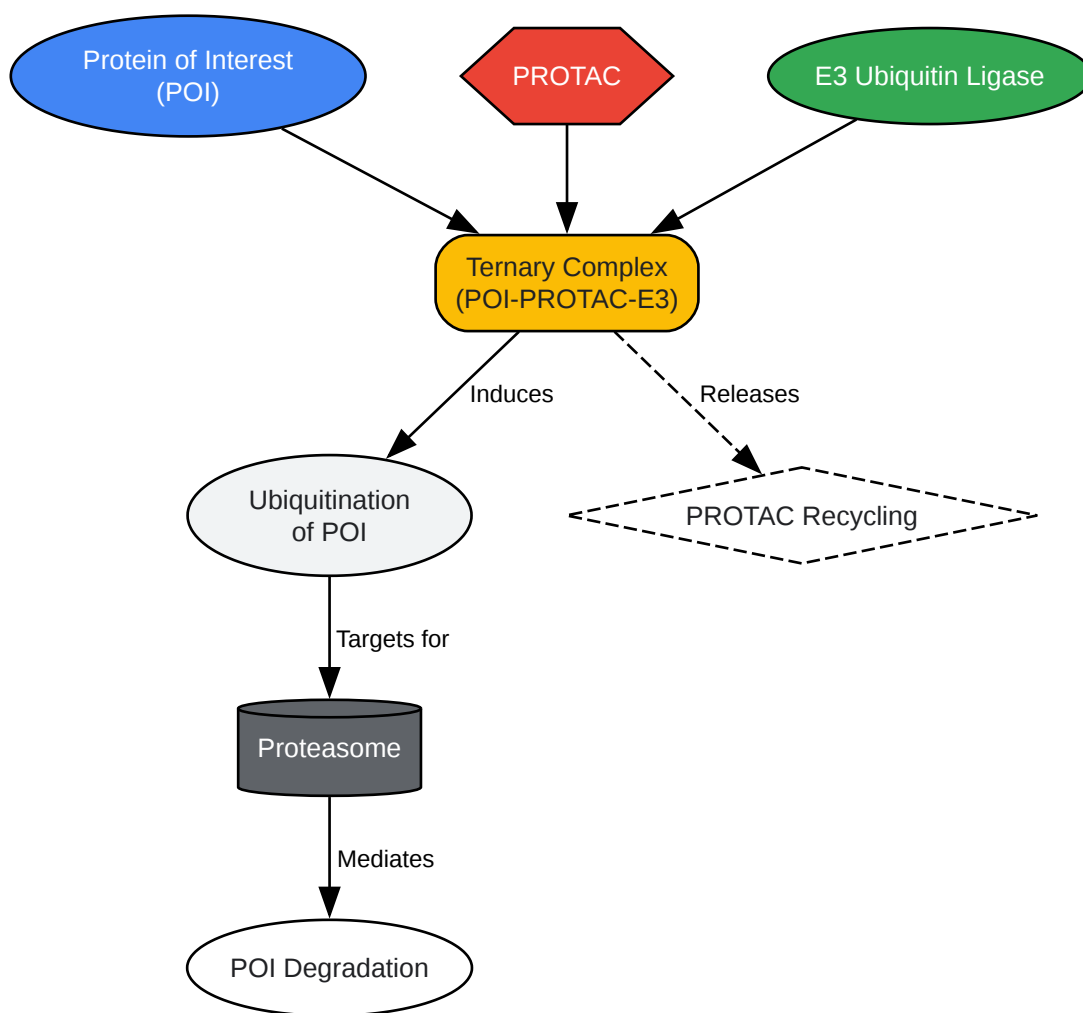 Protein of Interest
(POI)
PROTAC
E3 Ubiquitin Ligase
Ternary Complex
(POI-PROTAC-E3)
Induces
Releases
Ubiquitination
of POI
PROTAC Recycling
Targets for
Proteasome
Mediates
POI Degradation